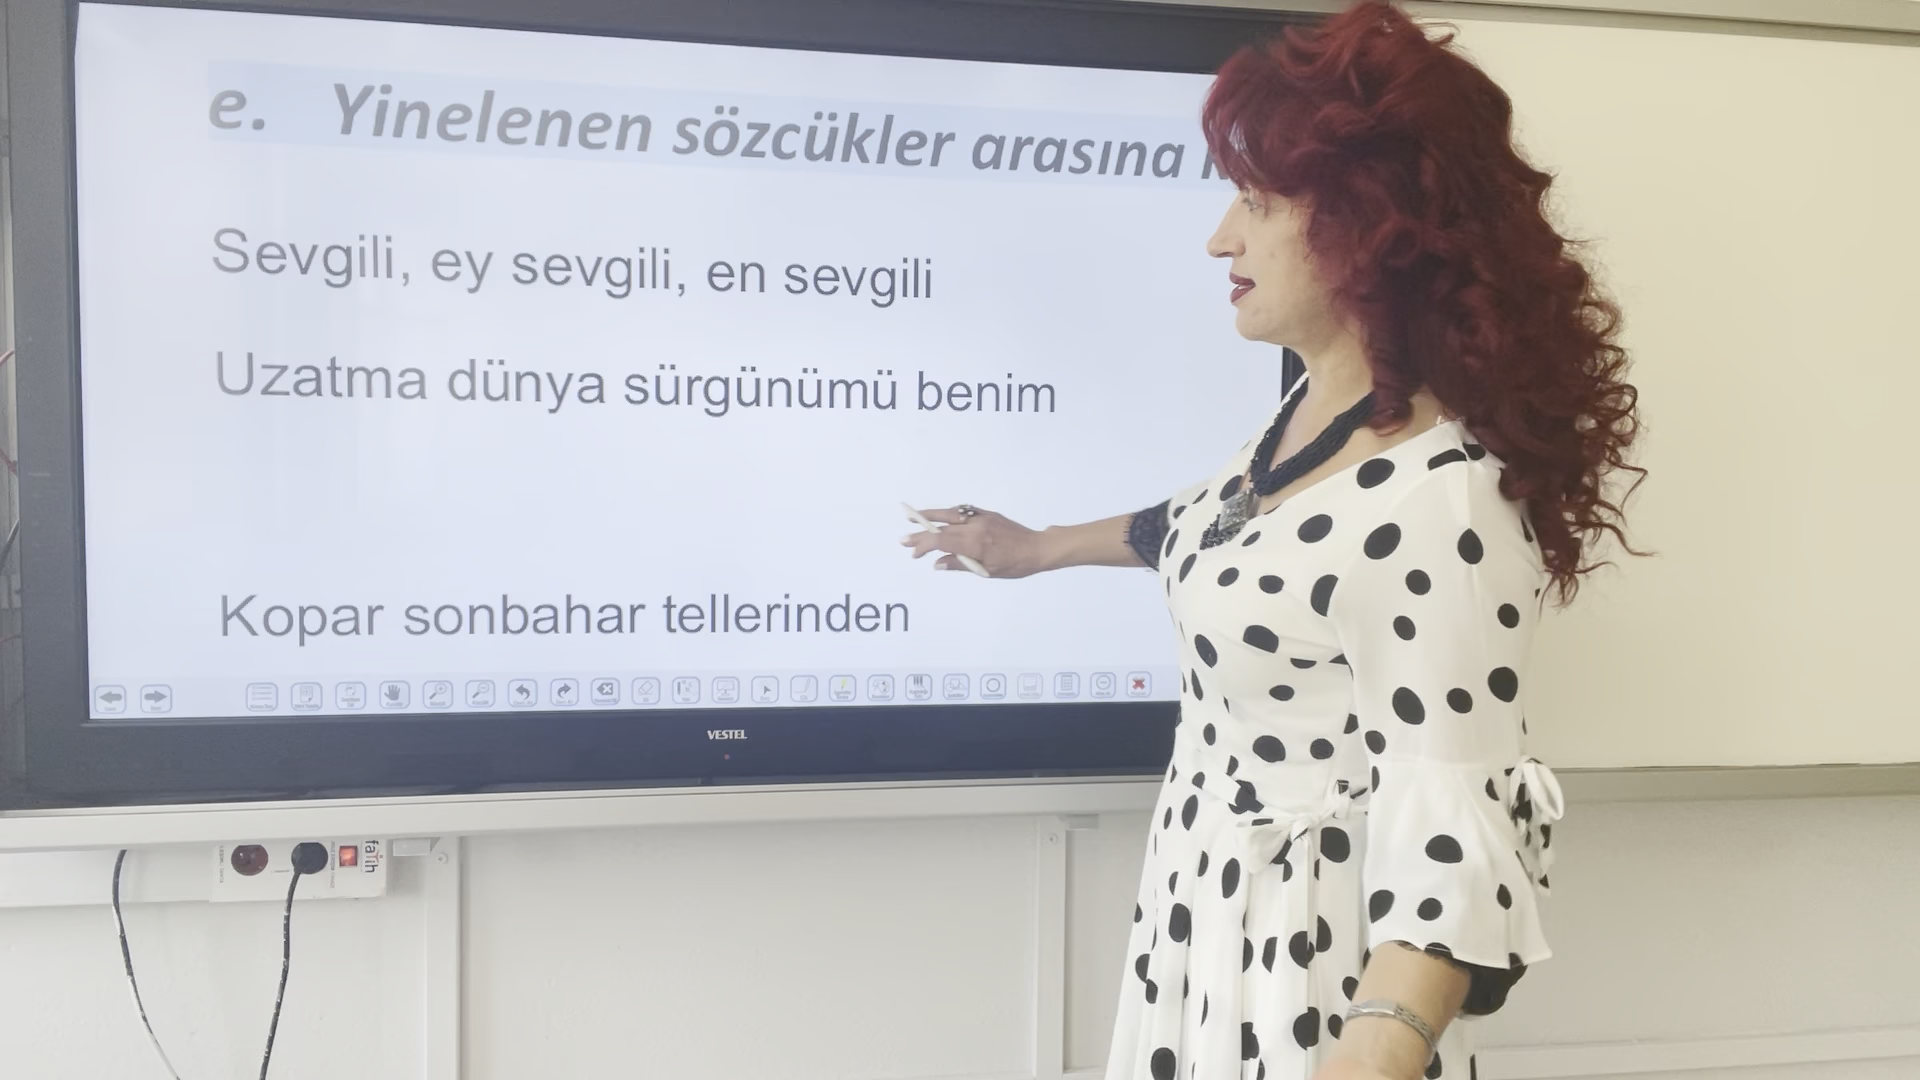 e. Yinelenen sözcükler arasına
Sevgili, ey sevgili, en sevgili
Uzatma dünya sürgünümü benim
Kopar sonbahar tellerinden
VESTEL
fatih